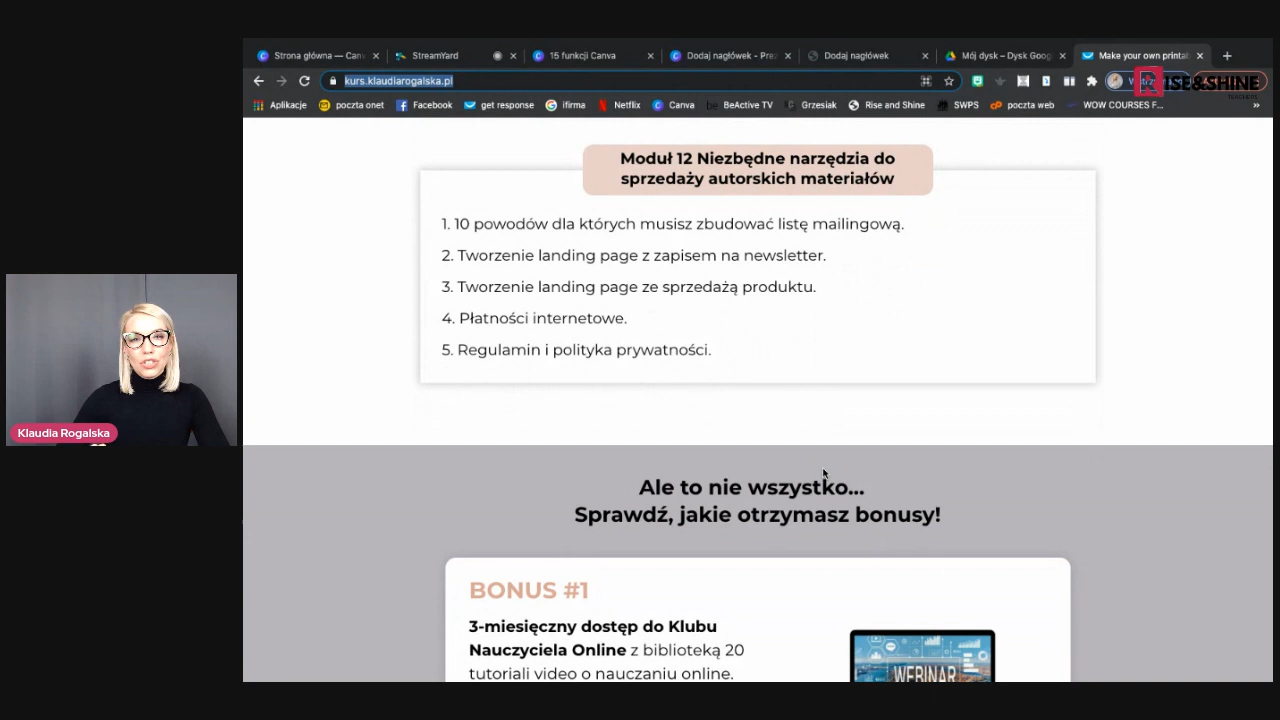 Strona główna — Can
StreamYard
15 funkcji Canva
Dodaj nagłówek - Pre
Dodaj nagłówek
Mój dysk – Dysk Goog
Make your own printab
kurs.klaudiarogalska.pl
RISE&SHINE
Aplikacje
poczta onet
Facebook
get response
ifirma
Netflix
Canva
BeActive TV
Grzesiak
Rise and Shine
SWPS
poczta web
WOW COURSES F...
Moduł 12 Niezbędne narzędzia do
sprzedaży autorskich materiałów
1. 10 powodów dla których musisz zbudować listę mailingową.
2. Tworzenie landing page z zapisem na newsletter.
3. Tworzenie landing page ze sprzedażą produktu.
4. Płatności internetowe.
5. Regulamin i polityka prywatności.
Klaudia Rogalska
Ale to nie wszystko...
Sprawdź, jakie otrzymasz bonusy!
BONUS #1
3-miesięczny dostęp do Klubu
Nauczyciela Online z biblioteką 20
tutoriali video o nauczaniu online.
WEBINAR